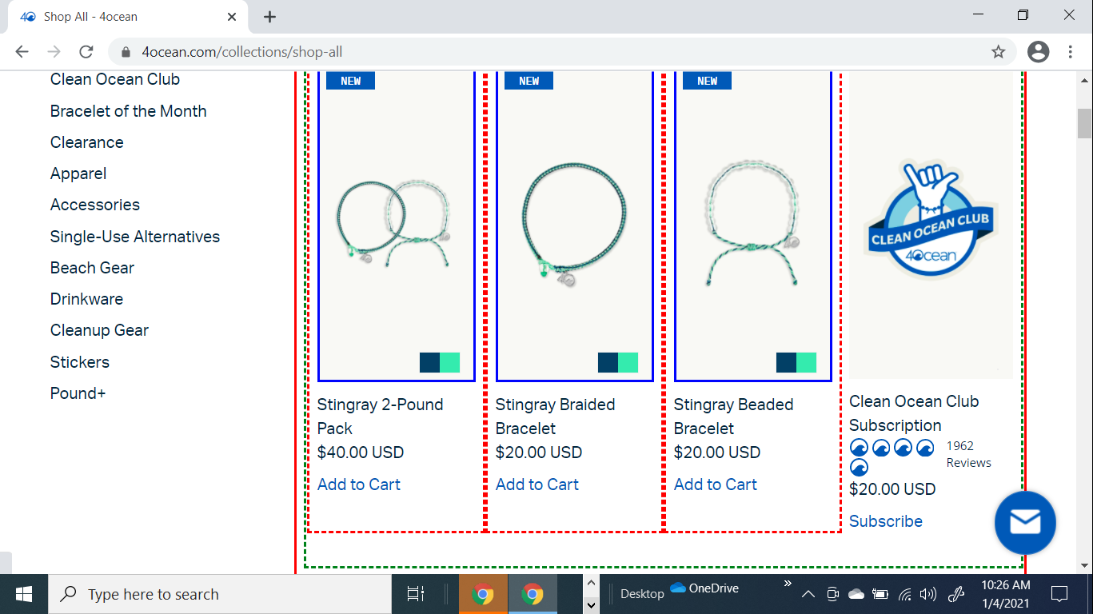 Shop All - 4ocean
4ocean.com/collections/shop-all
Clean Ocean Club
Bracelet of the Month
Clearance
Apparel
Accessories
Single-Use Alternatives
Beach Gear
Drinkware
Cleanup Gear
Stickers
Pound+
NEW
Stingray 2-Pound
Pack
$40.00 USD
Add to Cart
NEW
Stingray Braided
Bracelet
$20.00 USD
Add to Cart
NEW
Stingray Beaded
Bracelet
$20.00 USD
Add to Cart
CLEAN OCEAN CLUB
4ocean
Clean Ocean Club
Subscription
1962
Reviews
$20.00 USD
Subscribe
Type here to search
Desktop
OneDrive
10:26 AM
1/4/2021